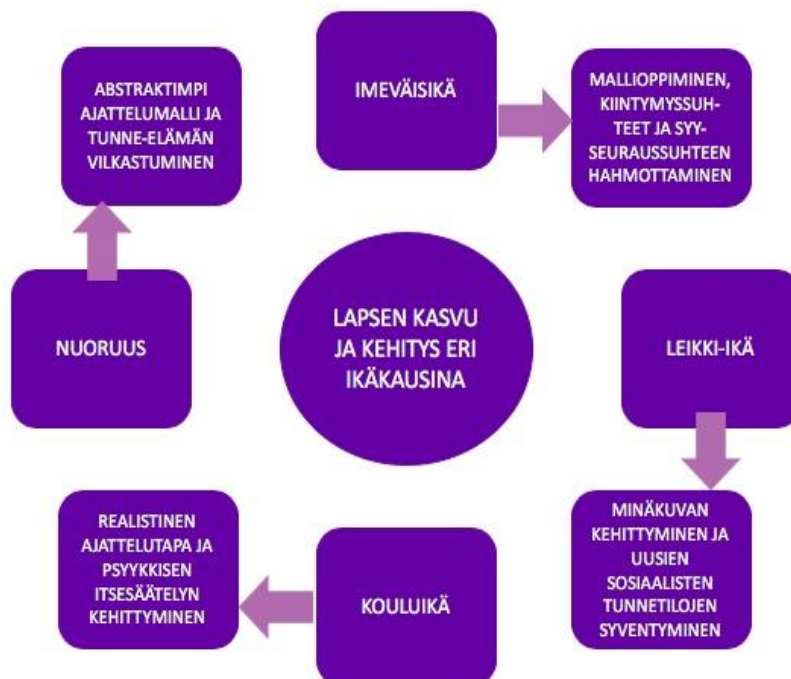 IMEVÄISIKÄ
MALLIOPPIMINEN,
KIINTYMYSSUH-
TEET JA SYY-
SEURAUSSUHTEEN
HAHMOTTAMINEN
LEIKKI-IKÄ
MINÄKUVAN
KEHITTYMINEN JA
UUSIEN
SOSIAALISTEN
TUNNETILOJEN
SYVENTYMINEN
KOULUIKÄ
REALISTINEN
AJATTELUTAPA JA
PSYYKKISEN
ITSESÄÄTELYN
KEHITTYMINEN
NUORUUS
ABSTRAKTIMPI
AJATTELUMALLI JA
TUNNE-ELÄMÄN
VILKASTUMINEN
LAPSEN KASVU
JA KEHITYS ERI
IKÄKAUSINA